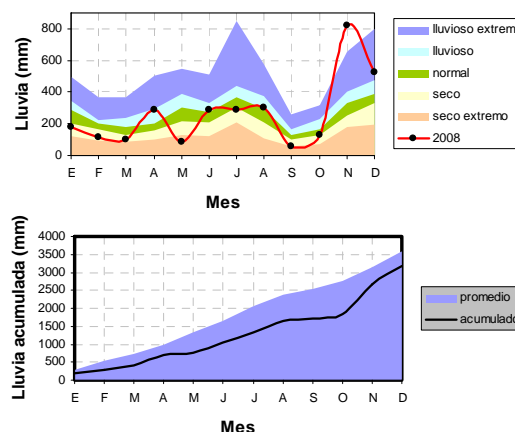 Lluvia (mm)
800
600
400
200
0
E F M A M J J A S O N D
Mes
lluvioso extrem
lluvioso
normal
seco
seco extremo
2008
Lluvia acumulada (mm)
4000
3500
3000
2500
2000
1500
1000
500
0
E F M A M J J A S O N D
Mes
promedio
acumulado